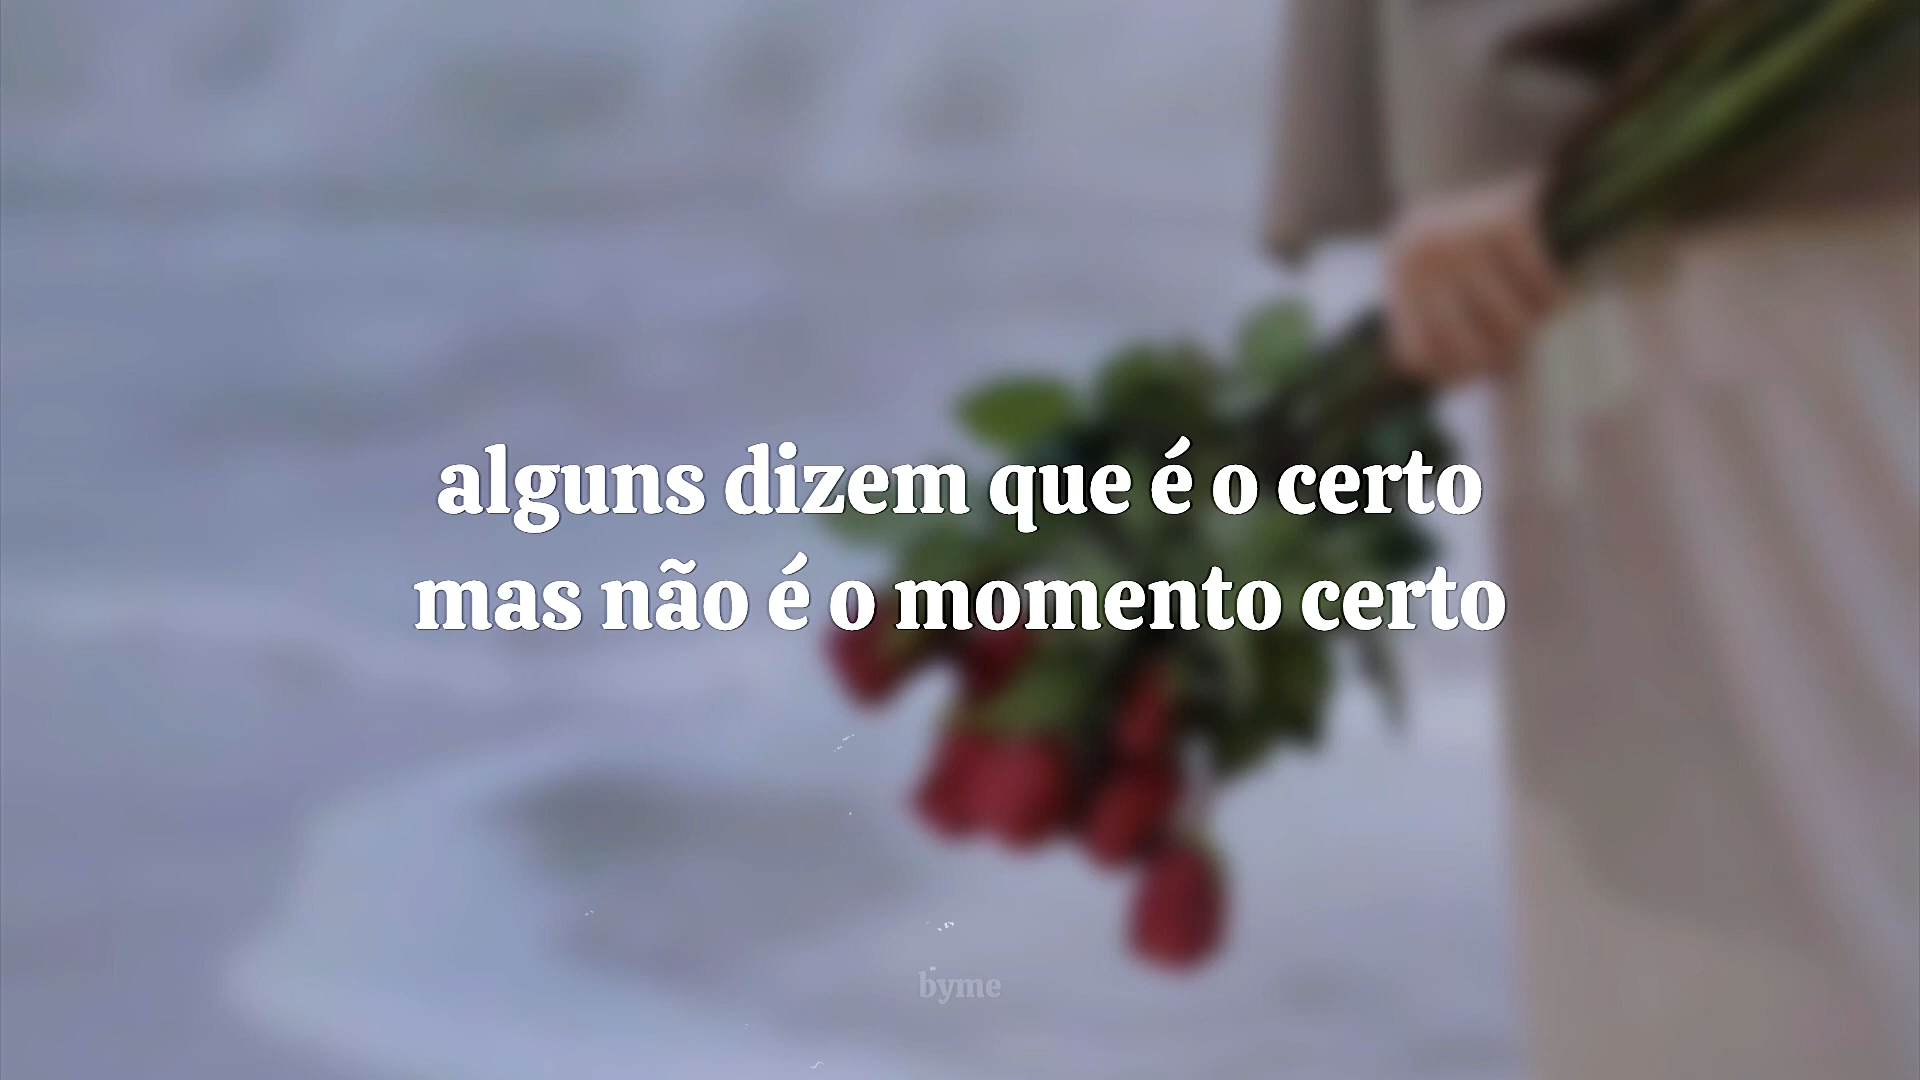 alguns dizem que é o certo
mas não é o momento certo
byme